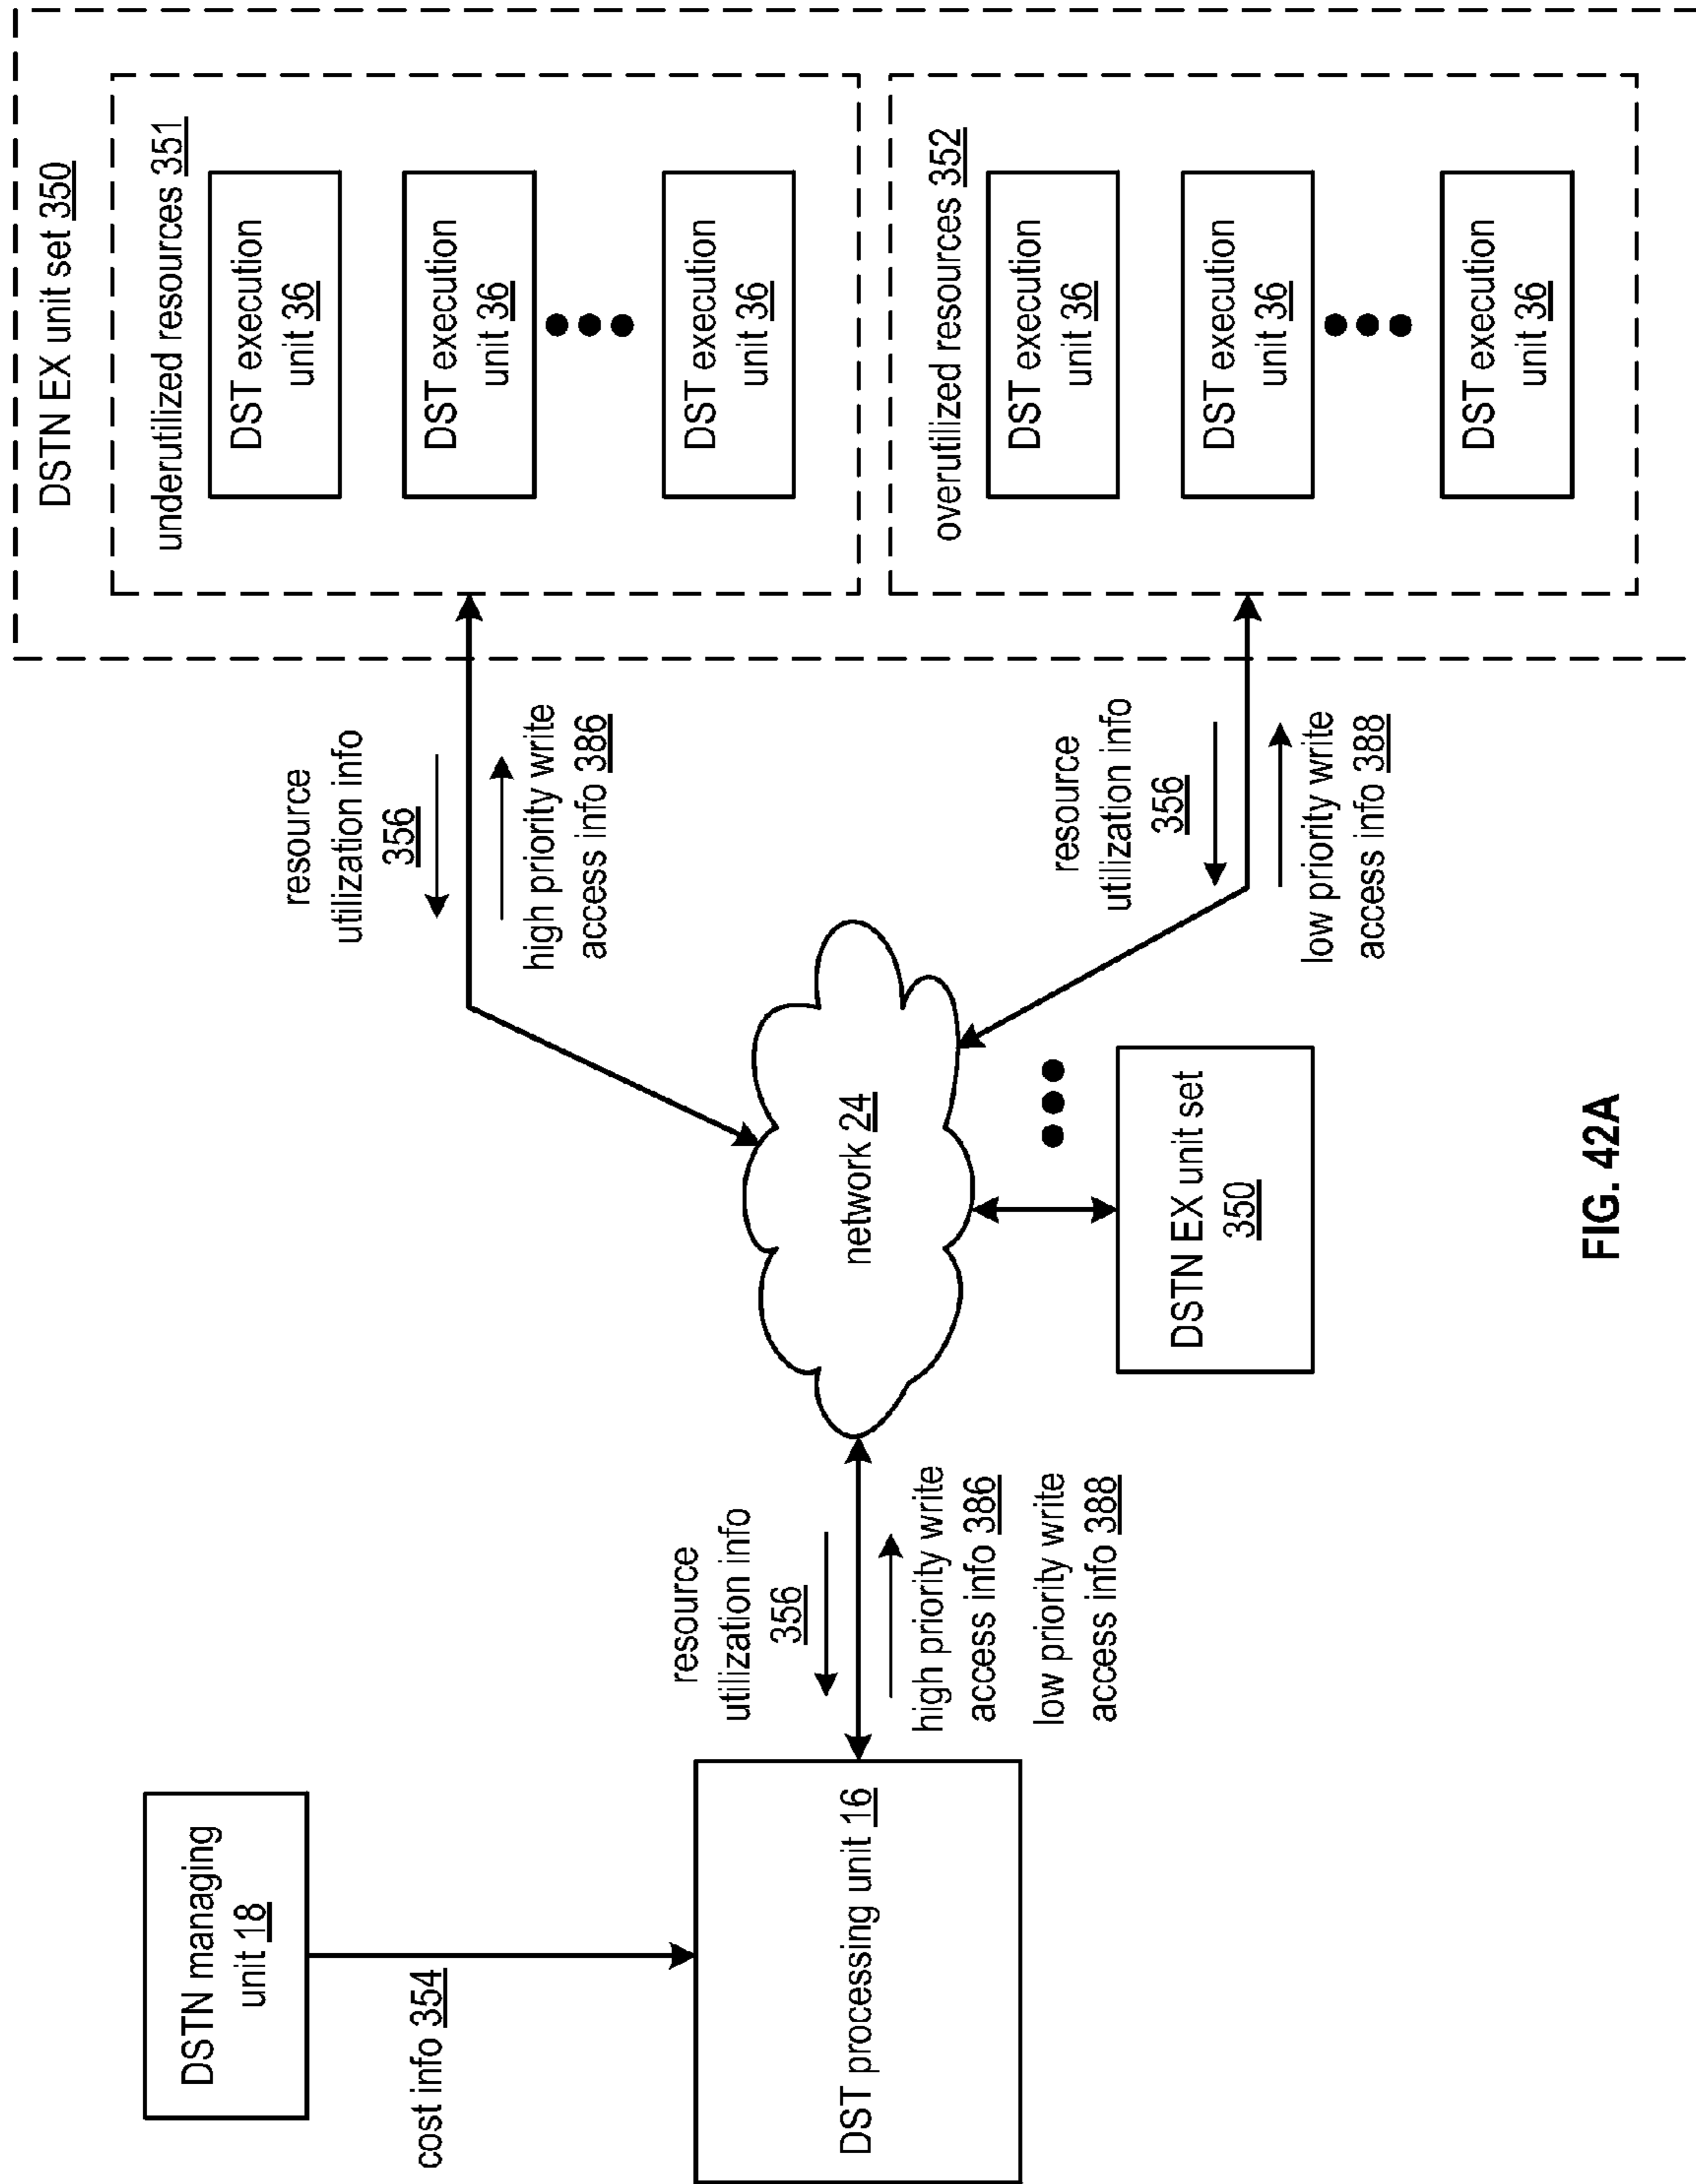 DSTN managing
unit 18
cost info 354
DST processing unit 16
resource
utilization info
356
high priority write
access info 386
low priority write
access info 388
network 24
DSTN EX unit set
350
resource
utilization info
356
high priority write
access info 386
resource
utilization info
356
low priority write
access info 388
DSTN EX unit set 350
underutilized resources 351
DST execution
unit 36
DST execution
unit 36
DST execution
unit 36
overutilized resources 352
DST execution
unit 36
DST execution
unit 36
DST execution
unit 36
FIG. 42A